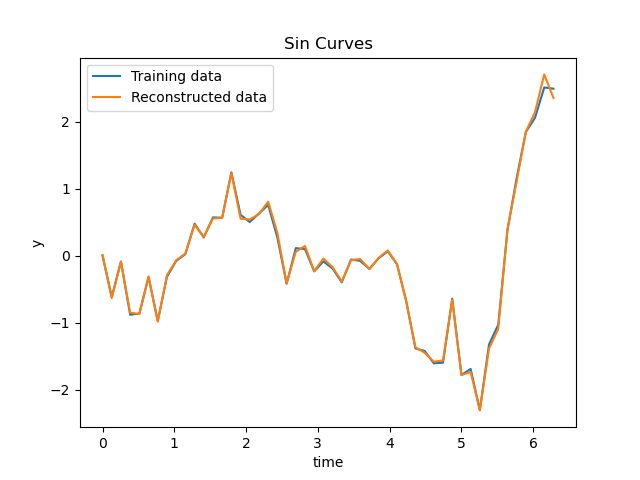 Sin Curves
Training data
Reconstructed data
2
1
0
−1
−2
y
0 1 2 3 4 5 6
time